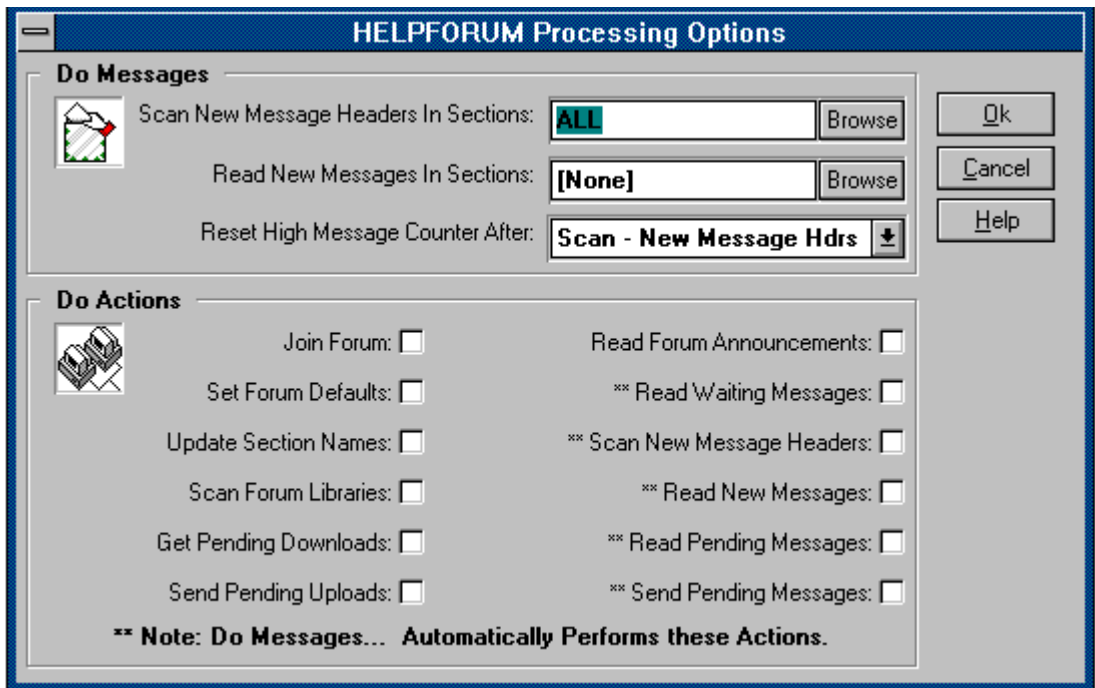 HELPFORUM Processing Options
Do Messages
Scan New Message Headers In Sections: ALL Browse
Read New Messages In Sections: [None] Browse
Reset High Message Counter After: Scan - New Message Hdrs
Ok
Cancel
Help
Do Actions
Join Forum: Read Forum Announcements:
Set Forum Defaults: ** Read Waiting Messages:
Update Section Names: ** Scan New Message Headers:
Scan Forum Libraries: ** Read New Messages:
Get Pending Downloads: ** Read Pending Messages:
Send Pending Uploads: ** Send Pending Messages:
** Note: Do Messages... Automatically Performs these Actions.